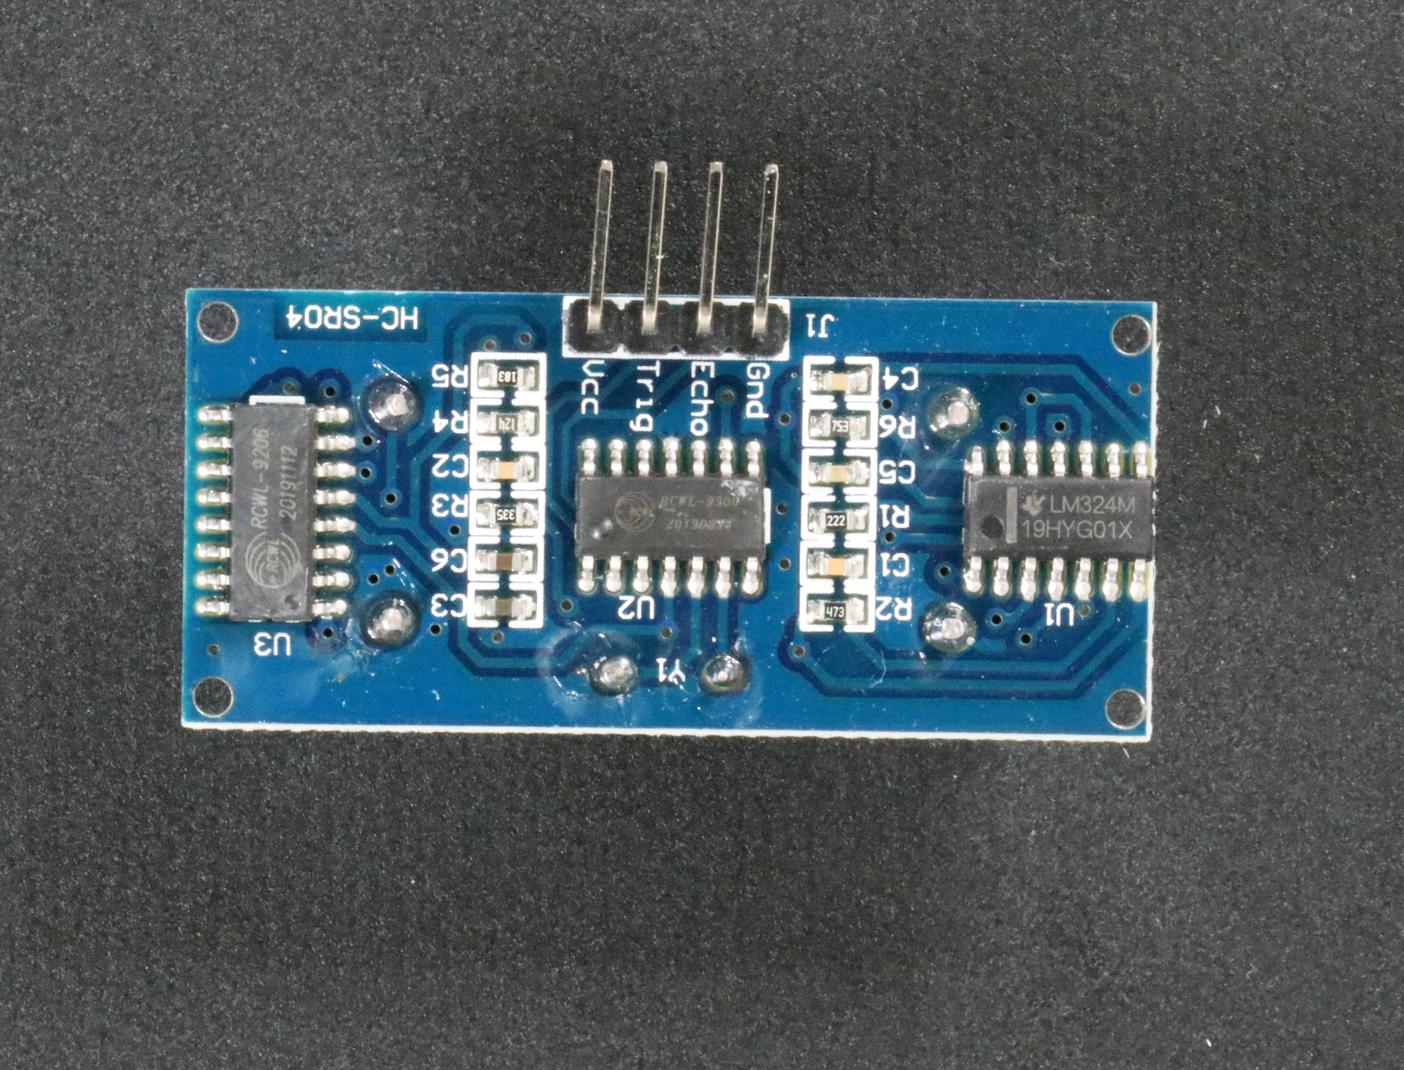 HC-SR04
J1
Vcc
Trig
Echo
Gnd
R5
183
C4
R4
124
753
R6
C2
C5
R3
335
222
R1
C6
C1
C3
473
R2
RCWL-9206
20191112
RCWL
U3
RCWL
U2
LM324M
19HYG01X
U1
Y1